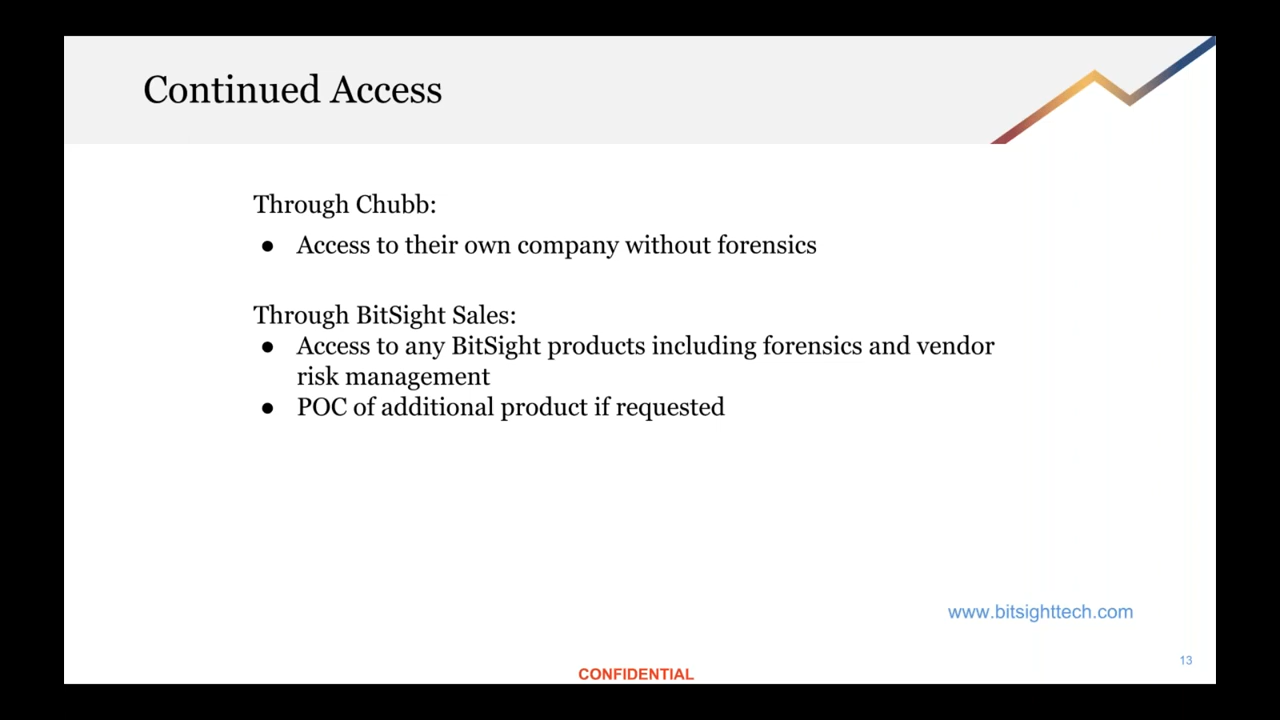 Continued Access
Through Chubb:
● Access to their own company without forensics
Through BitSight Sales:
● Access to any BitSight products including forensics and vendor
risk management
● POC of additional product if requested
www.bitsighttech.com
13
CONFIDENTIAL